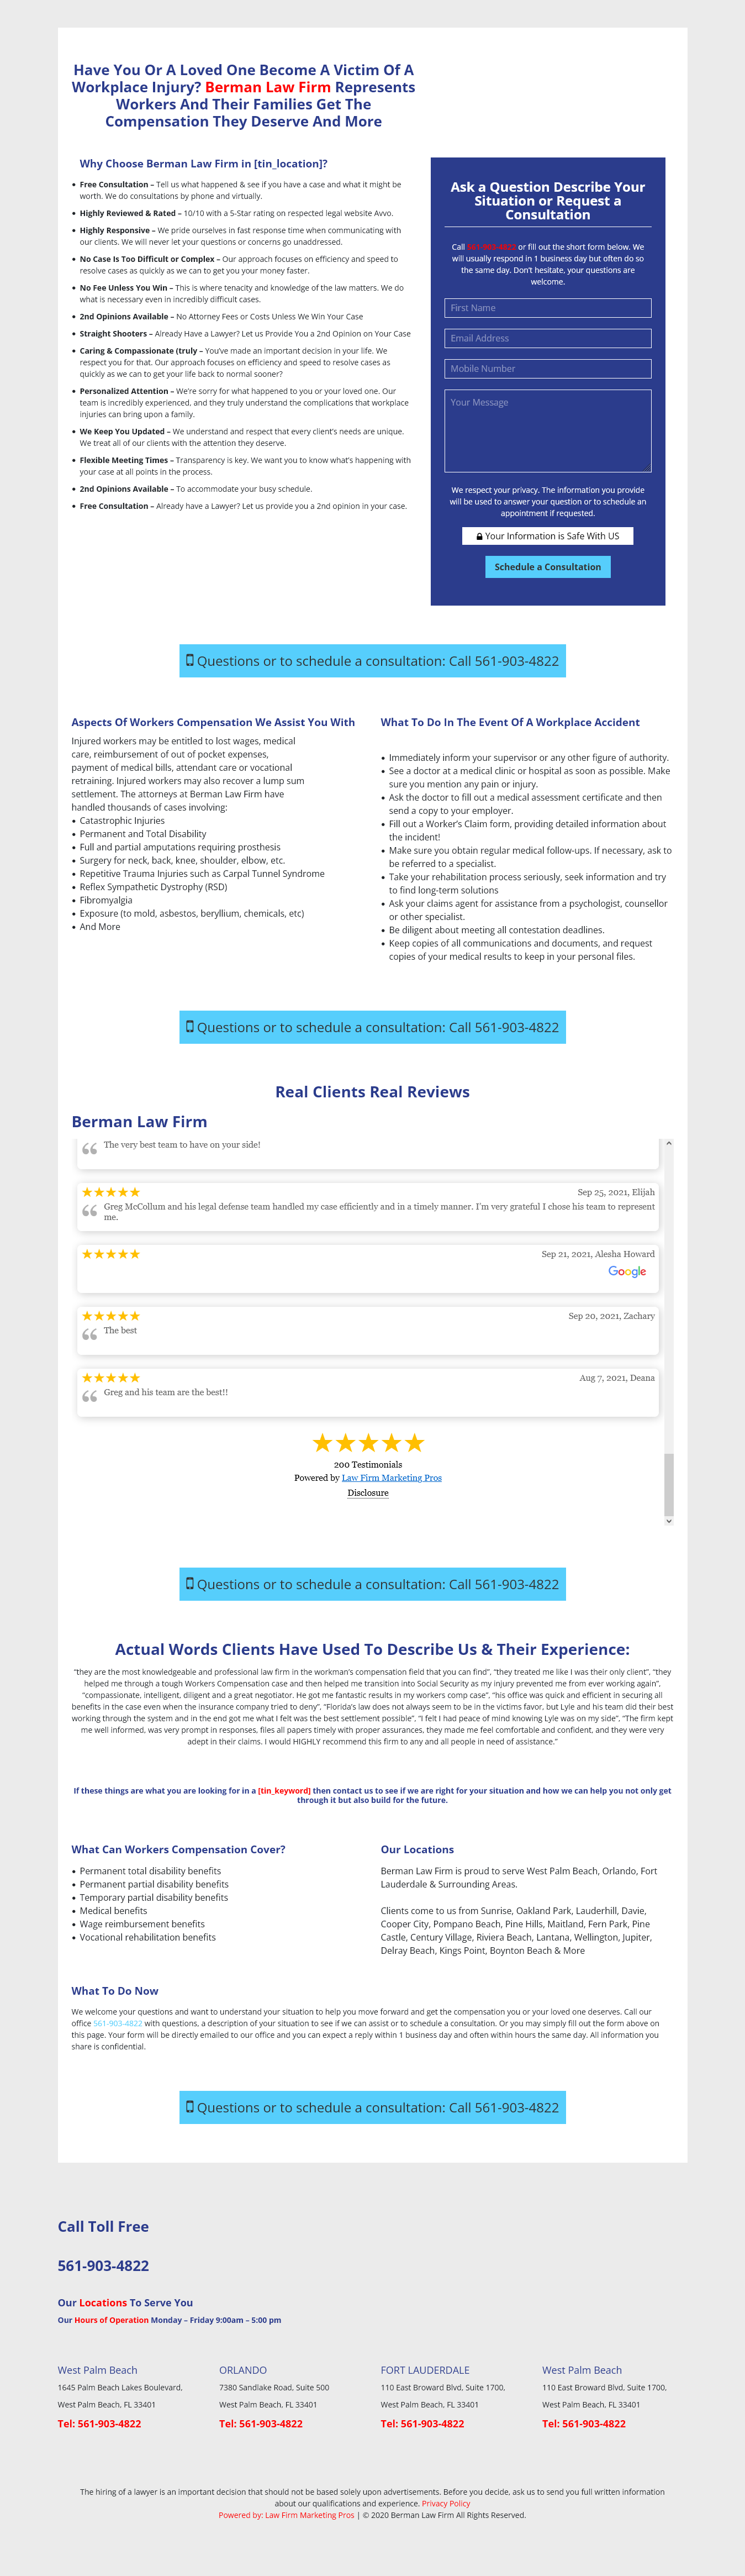 Have You Or A Loved One Become A Victim Of A
Workplace Injury? Berman Law Firm Represents
Workers And Their Families Get The
Compensation They Deserve And More
Why Choose Berman Law Firm in [tin_location]?
• Free Consultation – Tell us what happened & see if you have a case and what it might be
worth. We do consultations by phone and virtually.
• Highly Reviewed & Rated – 10/10 with a 5-Star rating on respected legal website Avvo.
• Highly Responsive – We pride ourselves in fast response time when communicating with
our clients. We will never let your questions or concerns go unaddressed.
• No Case Is Too Difficult or Complex – Our approach focuses on efficiency and speed to
resolve cases as quickly as we can to get you your money faster.
• No Fee Unless You Win – This is where tenacity and knowledge of the law matters. We do
what is necessary even in incredibly difficult cases.
• 2nd Opinions Available – No Attorney Fees or Costs Unless We Win Your Case
• Straight Shooters – Already Have a Lawyer? Let us Provide You a 2nd Opinion on Your Case
• Caring & Compassionate (truly – You've made an important decision in your life. We
respect you for that. Our approach focuses on efficiency and speed to resolve cases as
quickly as we can to get your life back to normal sooner?
• Personalized Attention – We're sorry for what happened to you or your loved one. Our
team is incredibly experienced, and they truly understand the complications that workplace
injuries can bring upon a family.
• We Keep You Updated – We understand and respect that every client's needs are unique.
We treat all of our clients with the attention they deserve.
• Flexible Meeting Times – Transparency is key. We want you to know what's happening with
your case at all points in the process.
• 2nd Opinions Available – To accommodate your busy schedule.
• Free Consultation – Already have a Lawyer? Let us provide you a 2nd opinion in your case.
Ask a Question Describe Your
Situation or Request a
Consultation
Call 561-903-4822 or fill out the short form below. We
will usually respond in 1 business day but often do so
the same day. Don't hesitate, your questions are
welcome.
First Name
Email Address
Mobile Number
Your Message
We respect your privacy. The information you provide
will be used to answer your question or to schedule an
appointment if requested.
Your Information is Safe With US
Schedule a Consultation
Questions or to schedule a consultation: Call 561-903-4822
Aspects Of Workers Compensation We Assist You With
Injured workers may be entitled to lost wages, medical
care, reimbursement of out of pocket expenses,
payment of medical bills, attendant care or vocational
retraining. Injured workers may also recover a lump sum
settlement. The attorneys at Berman Law Firm have
handled thousands of cases involving:
• Catastrophic Injuries
• Permanent and Total Disability
• Full and partial amputations requiring prosthesis
• Surgery for neck, back, knee, shoulder, elbow, etc.
• Repetitive Trauma Injuries such as Carpal Tunnel Syndrome
• Reflex Sympathetic Dystrophy (RSD)
• Fibromyalgia
• Exposure (to mold, asbestos, beryllium, chemicals, etc)
• And More
What To Do In The Event Of A Workplace Accident
• Immediately inform your supervisor or any other figure of authority.
• See a doctor at a medical clinic or hospital as soon as possible. Make
sure you mention any pain or injury.
• Ask the doctor to fill out a medical assessment certificate and then
send a copy to your employer.
• Fill out a Worker's Claim form, providing detailed information about
the incident!
• Make sure you obtain regular medical follow-ups. If necessary, ask to
be referred to a specialist.
• Take your rehabilitation process seriously, seek information and try
to find long-term solutions
• Ask your claims agent for assistance from a psychologist, counsellor
or other specialist.
• Be diligent about meeting all contestation deadlines.
• Keep copies of all communications and documents, and request
copies of your medical results to keep in your personal files.
Questions or to schedule a consultation: Call 561-903-4822
Real Clients Real Reviews
Berman Law Firm
The very best team to have on your side!
Sep 25, 2021, Elijah
Greg McCollum and his legal defense team handled my case efficiently and in a timely manner. I'm very grateful I chose his team to represent
me.
Sep 21, 2021, Alesha Howard
Google
Sep 20, 2021, Zachary
The best
Aug 7, 2021, Deana
Greg and his team are the best!!
200 Testimonials
Powered by Law Firm Marketing Pros
Disclosure
Questions or to schedule a consultation: Call 561-903-4822
Actual Words Clients Have Used To Describe Us & Their Experience:
"they are the most knowledgeable and professional law firm in the workman's compensation field that you can find", "they treated me like I was their only client", "they
helped me through a tough Workers Compensation case and then helped me transition into Social Security as my injury prevented me from ever working again",
"compassionate, intelligent, diligent and a great negotiator. He got me fantastic results in my workers comp case", "his office was quick and efficient in securing all
benefits in the case even when the insurance company tried to deny", "Florida's law does not always seem to be in the victims favor, but Lyle and his team did their best
working through the system and in the end got me what I felt was the best settlement possible", "I felt I had peace of mind knowing Lyle was on my side", "The firm kept
me well informed, was very prompt in responses, files all papers timely with proper assurances, they made me feel comfortable and confident, and they were very
adept in their claims. I would HIGHLY recommend this firm to any and all people in need of assistance."
If these things are what you are looking for in a [tin_keyword] then contact us to see if we are right for your situation and how we can help you not only get
through it but also build for the future.
What Can Workers Compensation Cover?
• Permanent total disability benefits
• Permanent partial disability benefits
• Temporary partial disability benefits
• Medical benefits
• Wage reimbursement benefits
• Vocational rehabilitation benefits
Our Locations
Berman Law Firm is proud to serve West Palm Beach, Orlando, Fort
Lauderdale & Surrounding Areas.
Clients come to us from Sunrise, Oakland Park, Lauderhill, Davie,
Cooper City, Pompano Beach, Pine Hills, Maitland, Fern Park, Pine
Castle, Century Village, Riviera Beach, Lantana, Wellington, Jupiter,
Delray Beach, Kings Point, Boynton Beach & More
What To Do Now
We welcome your questions and want to understand your situation to help you move forward and get the compensation you or your loved one deserves. Call our
office 561-903-4822 with questions, a description of your situation to see if we can assist or to schedule a consultation. Or you may simply fill out the form above on
this page. Your form will be directly emailed to our office and you can expect a reply within 1 business day and often within hours the same day. All information you
share is confidential.
Questions or to schedule a consultation: Call 561-903-4822
Call Toll Free
561-903-4822
Our Locations To Serve You
Our Hours of Operation Monday – Friday 9:00am – 5:00 pm
West Palm Beach
1645 Palm Beach Lakes Boulevard,
West Palm Beach, FL 33401
Tel: 561-903-4822
ORLANDO
7380 Sandlake Road, Suite 500
West Palm Beach, FL 33401
Tel: 561-903-4822
FORT LAUDERDALE
110 East Broward Blvd, Suite 1700,
West Palm Beach, FL 33401
Tel: 561-903-4822
West Palm Beach
110 East Broward Blvd, Suite 1700,
West Palm Beach, FL 33401
Tel: 561-903-4822
The hiring of a lawyer is an important decision that should not be based solely upon advertisements. Before you decide, ask us to send you full written information
about our qualifications and experience. Privacy Policy
Powered by: Law Firm Marketing Pros | © 2020 Berman Law Firm All Rights Reserved.